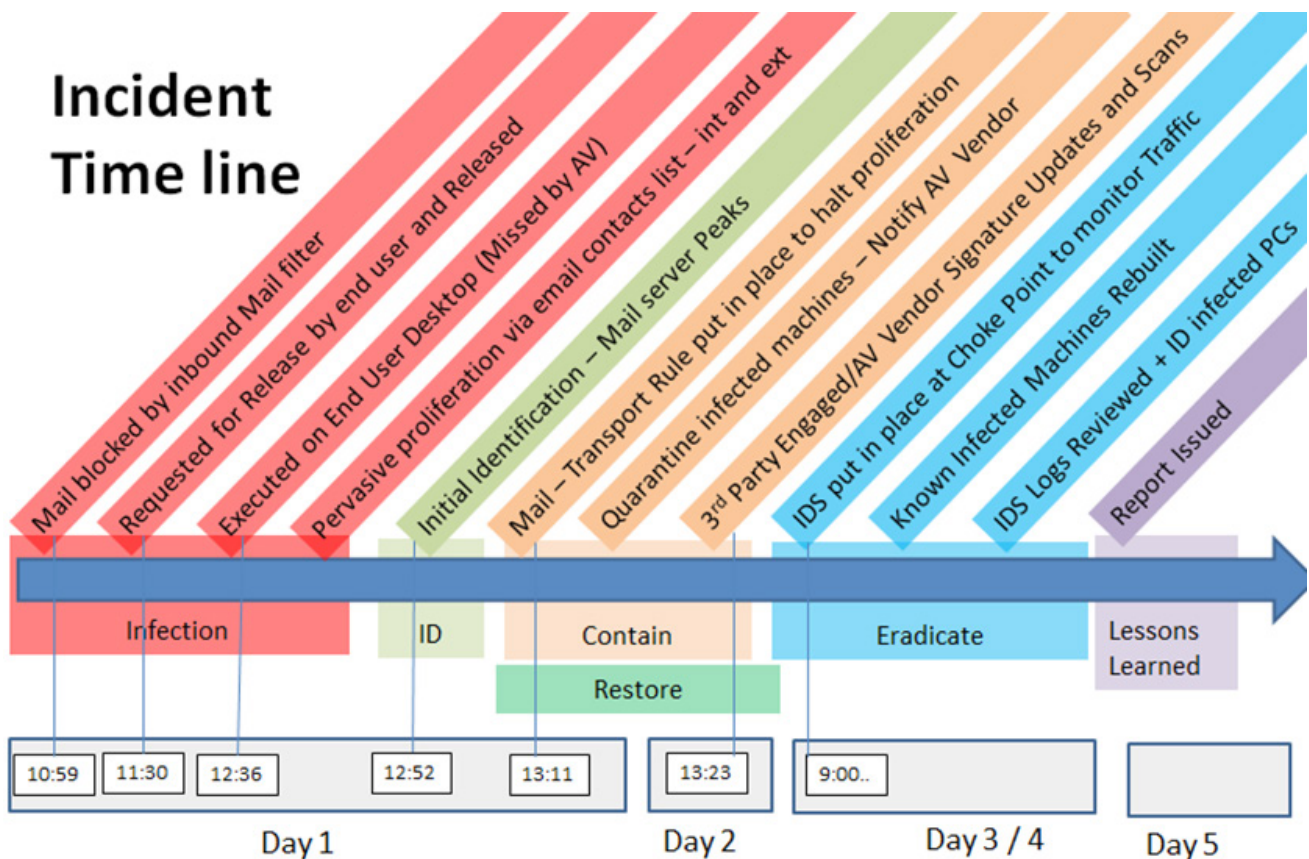 Incident
Time line
Mail blocked by inbound Mail filter
Requested for Release by end user and Released
Executed on End User Desktop (Missed by AV)
Pervasive proliferation via email contacts list – int and ext
Initial Identification – Mail server Peaks
Mail – Transport Rule put in place to halt proliferation
Quarantine infected machines – Notify AV Vendor
3rd Party Engaged/AV Vendor Signature Updates and Scans
IDS put in place at Choke Point to monitor Traffic
Known Infected Machines Rebuilt
IDS Logs Reviewed + ID infected PCs
Report Issued
Infection
ID
Contain
Eradicate
Lessons
Learned
Restore
10:59
11:30
12:36
12:52
13:11
13:23
9:00..
Day 1
Day 2
Day 3 / 4
Day 5